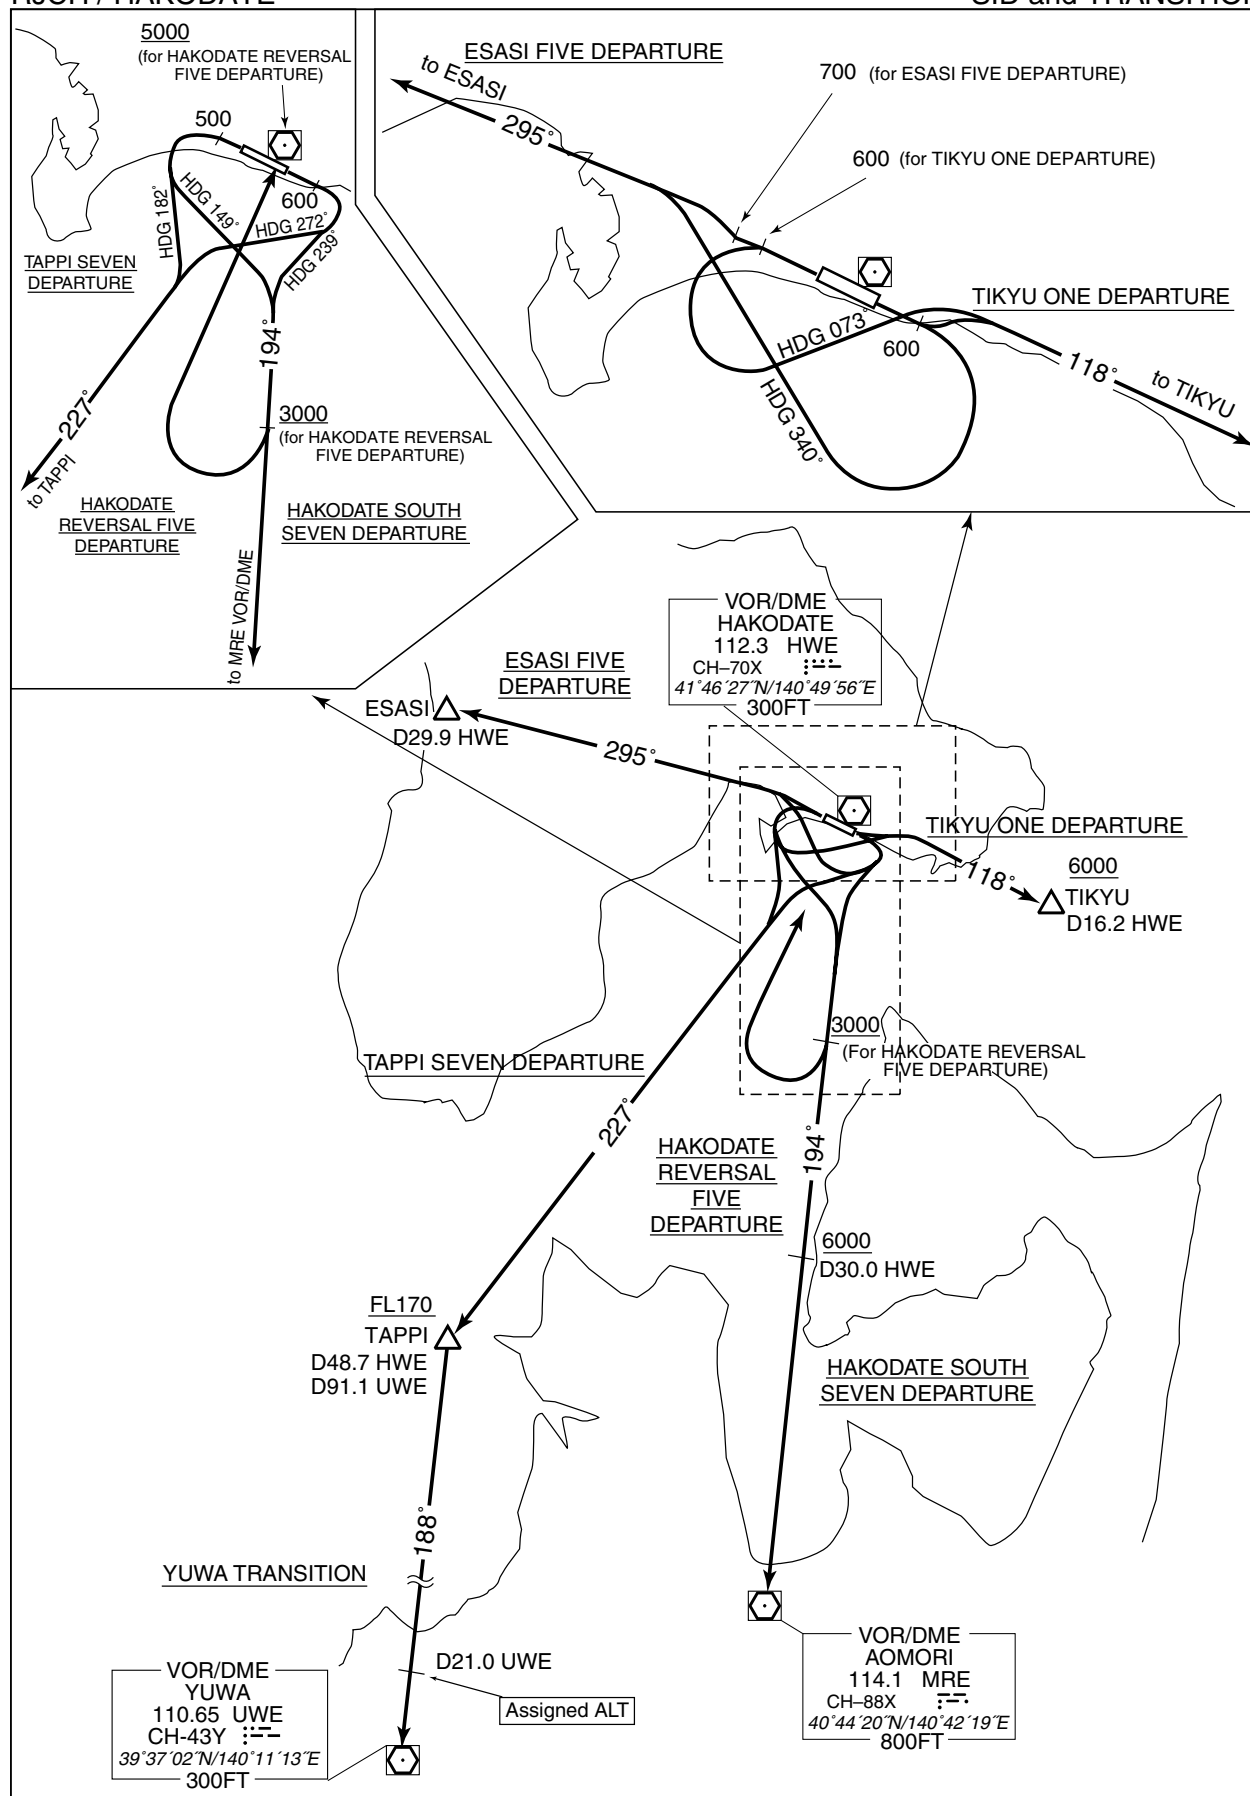 RJCH / HAKODATE
SID and TRANSITION
5000
(for HAKODATE REVERSAL
FIVE DEPARTURE)
500
600
HDG 182°
HDG 149°
HDG 272°
HDG 239°
TAPPI SEVEN
DEPARTURE
194°
227°
to TAPPI
3000
(for HAKODATE REVERSAL
FIVE DEPARTURE)
HAKODATE
REVERSAL FIVE
DEPARTURE
HAKODATE SOUTH
SEVEN DEPARTURE
to MRE VOR/DME
ESASI FIVE DEPARTURE
to ESASI
295°
700 (for ESASI FIVE DEPARTURE)
600 (for TIKYU ONE DEPARTURE)
TIKYU ONE DEPARTURE
HDG 073°
600
HDG 340°
118°
to TIKYU
VOR/DME
HAKODATE
112.3 HWE
CH–70X
41°46′27″N/140°49′56″E
300FT
ESASI FIVE
DEPARTURE
ESASI
D29.9 HWE
295°
TIKYU ONE DEPARTURE
118°
6000
TIKYU
D16.2 HWE
3000
(For HAKODATE REVERSAL
FIVE DEPARTURE)
TAPPI SEVEN DEPARTURE
227°
194°
HAKODATE
REVERSAL
FIVE
DEPARTURE
6000
D30.0 HWE
FL170
TAPPI
D48.7 HWE
D91.1 UWE
HAKODATE SOUTH
SEVEN DEPARTURE
188°
YUWA TRANSITION
D21.0 UWE
Assigned ALT
VOR/DME
YUWA
110.65 UWE
CH-43Y
39°37′02″N/140°11′13″E
300FT
VOR/DME
AOMORI
114.1 MRE
CH–88X
40°44′20″N/140°42′19″E
800FT